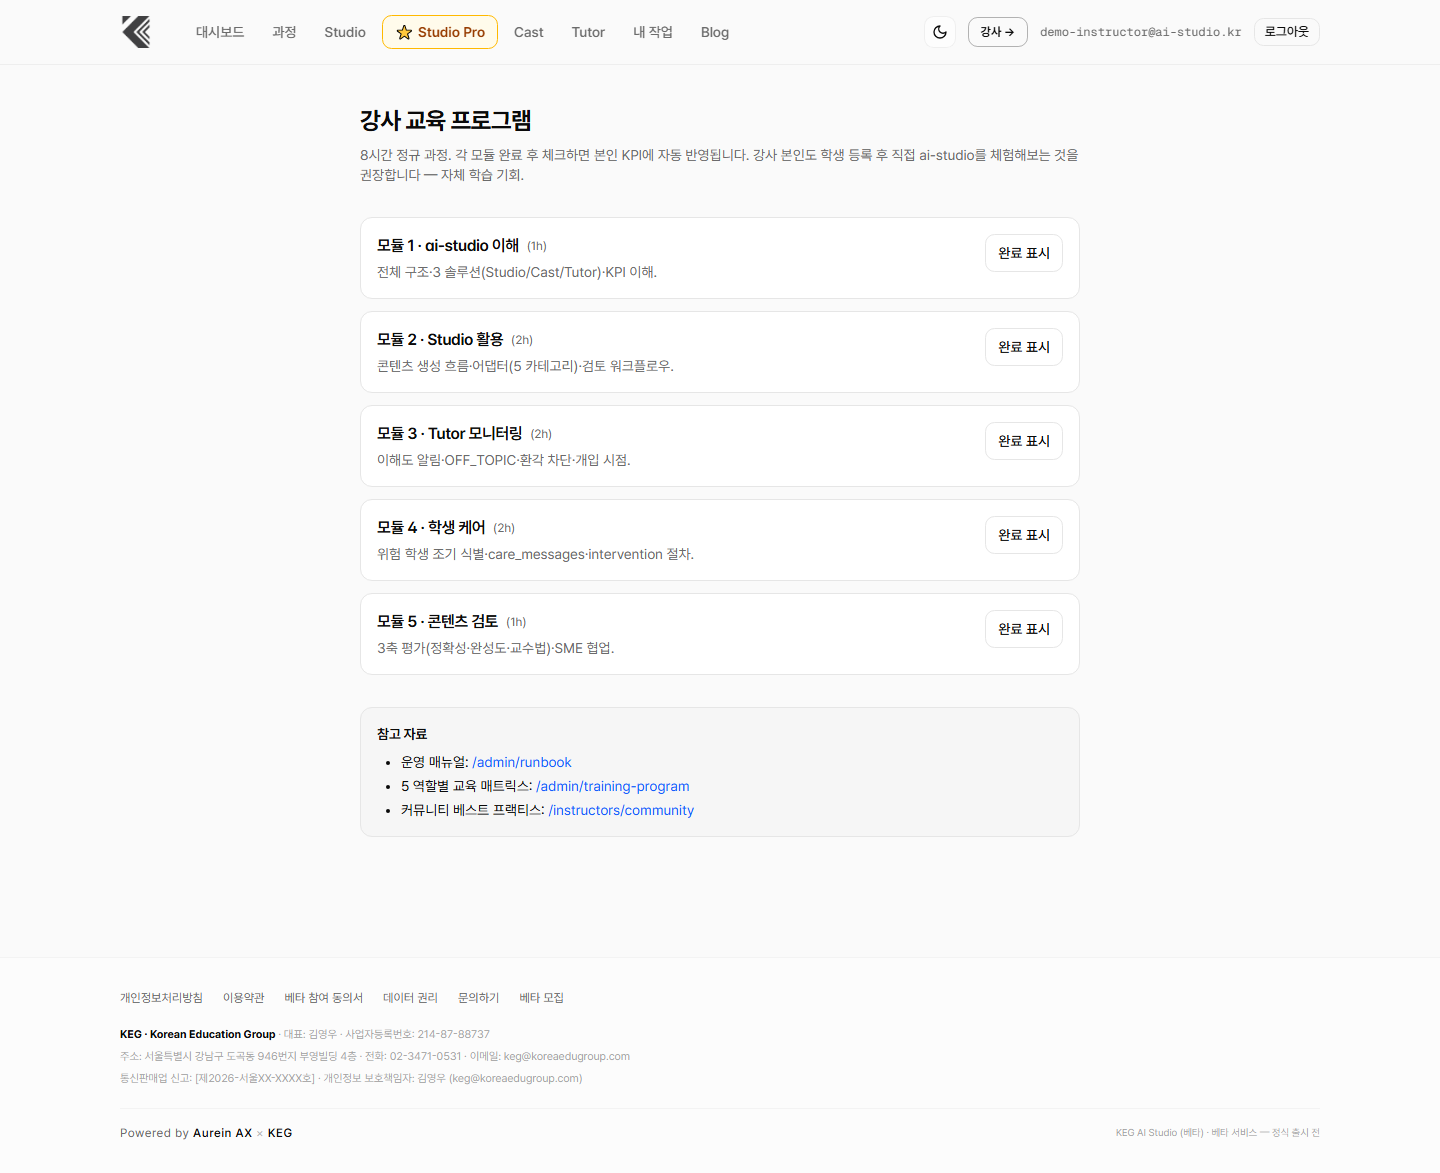 대시보드
과정
Studio
Studio Pro
Cast
Tutor
내 작업
Blog
강사 →
demo-instructor@ai-studio.kr
로그아웃
강사 교육 프로그램
8시간 정규 과정. 각 모듈 완료 후 체크하면 본인 KPI에 자동 반영됩니다. 강사 본인도 학생 등록 후 직접 ai-studio를 체험해보는 것을
권장합니다 — 자체 학습 기회.
모듈 1 · ai-studio 이해 (1h)
완료 표시
전체 구조·3 솔루션(Studio/Cast/Tutor)·KPI 이해.
모듈 2 · Studio 활용 (2h)
완료 표시
콘텐츠 생성 흐름·어댑터(5 카테고리)·검토 워크플로우.
모듈 3 · Tutor 모니터링 (2h)
완료 표시
이해도 알림·OFF_TOPIC·환각 차단·개입 시점.
모듈 4 · 학생 케어 (2h)
완료 표시
위험 학생 조기 식별·care_messages·intervention 절차.
모듈 5 · 콘텐츠 검토 (1h)
완료 표시
3축 평가(정확성·완성도·교수법)·SME 협업.
참고 자료
• 운영 매뉴얼: /admin/runbook
• 5 역할별 교육 매트릭스: /admin/training-program
• 커뮤니티 베스트 프랙티스: /instructors/community
개인정보처리방침
이용약관
베타 참여 동의서
데이터 권리
문의하기
베타 모집
KEG · Korean Education Group · 대표: 김영우 · 사업자등록번호: 214-87-88737
주소: 서울특별시 강남구 도곡동 946번지 부영빌딩 4층 · 전화: 02-3471-0531 · 이메일: keg@koreaedugroup.com
통신판매업 신고: [제2026-서울XX-XXXX호] · 개인정보 보호책임자: 김영우 (keg@koreaedugroup.com)
Powered by Aurein AX × KEG
KEG AI Studio (베타) · 베타 서비스 — 정식 출시 전